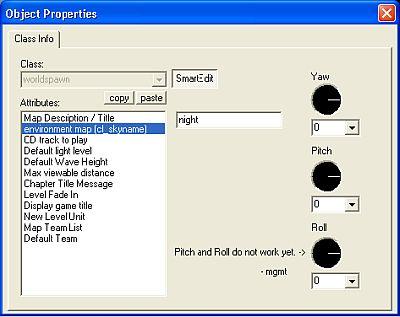 Object Properties
Class Info
Class:
worldspawn
SmartEdit
copy
paste
Attributes:
Map Description / Title
environment map (cl_skyname)
CD track to play
Default light level
Default Wave Height
Max viewable distance
Chapter Title Message
Level Fade In
Display game title
New Level Unit
Map Team List
Default Team
night
Yaw
0
Pitch
0
Roll
0
Pitch and Roll do not work yet. ->
- mgmt